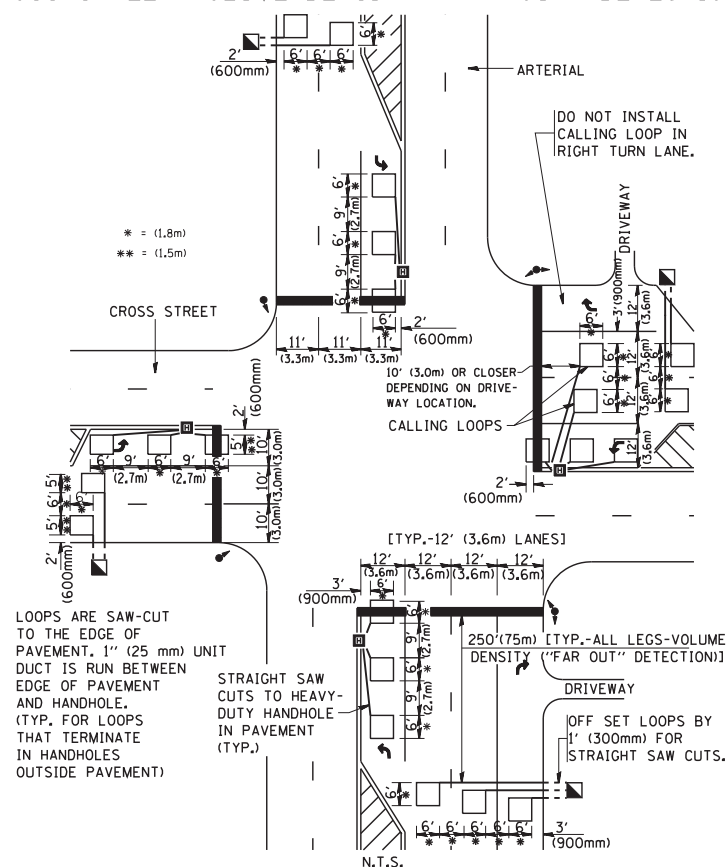 2'
(600mm)
6' 6' 6'
* * *
6'
*
ARTERIAL
DO NOT INSTALL
CALLING LOOP IN
RIGHT TURN LANE.
* = (1.8m)
** = (1.5m)
6'
*
9'
(2.7m)
6'
*
9'
(2.7m)
6'
*
H
DRIVEWAY
3'(900mm)
12'
(3.6m)
CROSS STREET
6'
*
2'
(600mm)
11' 11' 11'
(3.3m) (3.3m) (3.3m)
6'
*
10' (3.0m) OR CLOSER
DEPENDING ON DRIVE-
WAY LOCATION.
CALLING LOOPS
6'
*
6'
*
6'
*
12'
(3.6m)
12'
(3.6m)
12'
(3.6m)
6'
*
6'
*
2'
(600mm)
H
5'
**
10'
(3.0m)
10'
(3.0m)
10'
(3.0m)
6' 9' 6' 9' 6'
* (2.7m) * (2.7m) *
5'
**
6'
*
5'
**
6'
*
2'
(600mm)
H
2'
(600mm)
[TYP.-12' (3.6m) LANES]
12' 12' 12' 12'
(3.6m) (3.6m) (3.6m) (3.6m)
3'
(900mm)
6'
*
LOOPS ARE SAW-CUT
TO THE EDGE OF
PAVEMENT. 1" (25 mm) UNIT
DUCT IS RUN BETWEEN
EDGE OF PAVEMENT
AND HANDHOLE.
(TYP. FOR LOOPS
THAT TERMINATE
IN HANDHOLES
OUTSIDE PAVEMENT)
STRAIGHT SAW
CUTS TO HEAVY-
DUTY HANDHOLE
IN PAVEMENT
(TYP.)
H
6'
*
9'
(2.7m)
6'
*
9'
(2.7m)
6'
*
250'(75m) [TYP.-ALL LEGS-VOLUME
DENSITY ("FAR OUT" DETECTION)]
DRIVEWAY
OFF SET LOOPS BY
1' (300mm) FOR
STRAIGHT SAW CUTS.
6'
*
6' 6' 6' 6' 6'
* * * * *
3'
(900mm)
N.T.S.